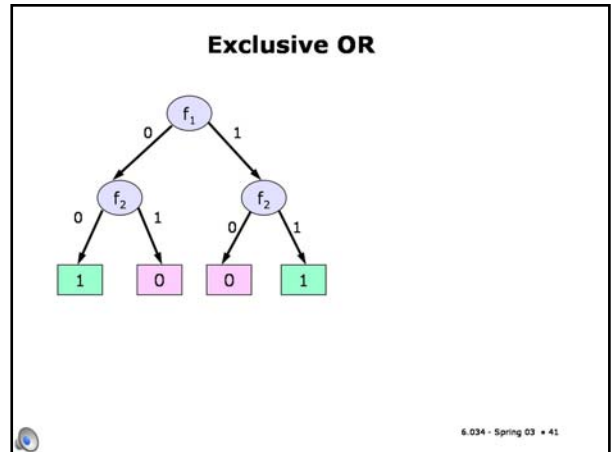 Exclusive OR
f₁
0 1
f₂ f₂
0 1 0 1
1 0 0 1
6.034 - Spring 03 • 41